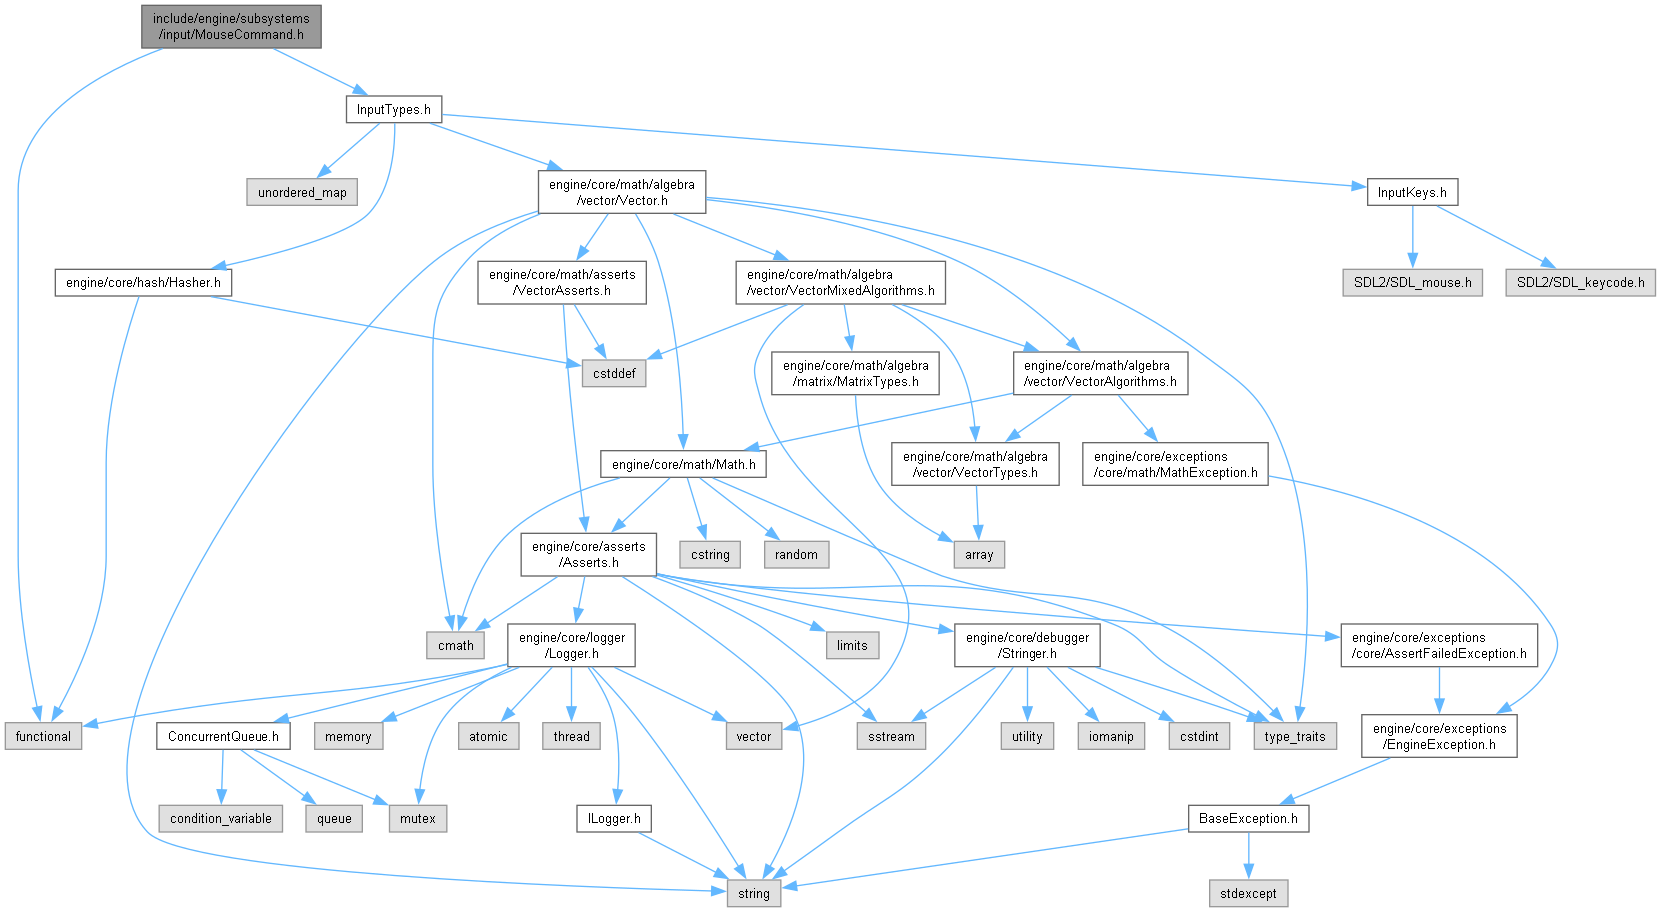 include/engine/subsystems
/input/MouseCommand.h
InputTypes.h
unordered_map
engine/core/math/algebra
/vector/Vector.h
InputKeys.h
engine/core/hash/Hasher.h
engine/core/math/asserts
/VectorAsserts.h
engine/core/math/algebra
/vector/VectorMixedAlgorithms.h
SDL2/SDL_mouse.h
SDL2/SDL_keycode.h
cstddef
engine/core/math/algebra
/matrix/MatrixTypes.h
engine/core/math/algebra
/vector/VectorAlgorithms.h
engine/core/math/Math.h
engine/core/math/algebra
/vector/VectorTypes.h
engine/core/exceptions
/core/math/MathException.h
engine/core/asserts
/Asserts.h
cstring
random
array
cmath
engine/core/logger
/Logger.h
limits
engine/core/debugger
/Stringer.h
engine/core/exceptions
/core/AssertFailedException.h
functional
ConcurrentQueue.h
memory
atomic
thread
vector
sstream
utility
iomanip
cstdint
type_traits
engine/core/exceptions
/EngineException.h
condition_variable
queue
mutex
ILogger.h
BaseException.h
string
stdexcept